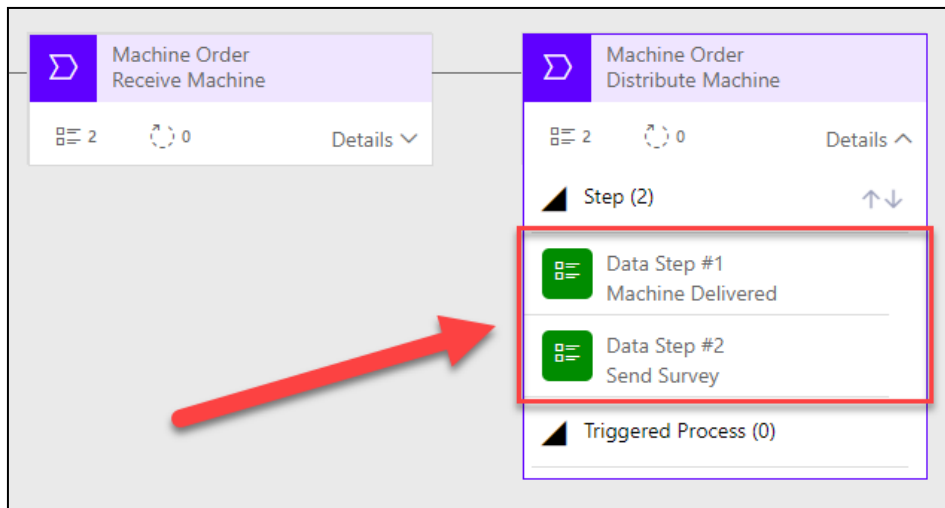 Machine Order
Receive Machine
2
0
Details
Machine Order
Distribute Machine
2
0
Details
Step (2)
Data Step #1
Machine Delivered
Data Step #2
Send Survey
Triggered Process (0)